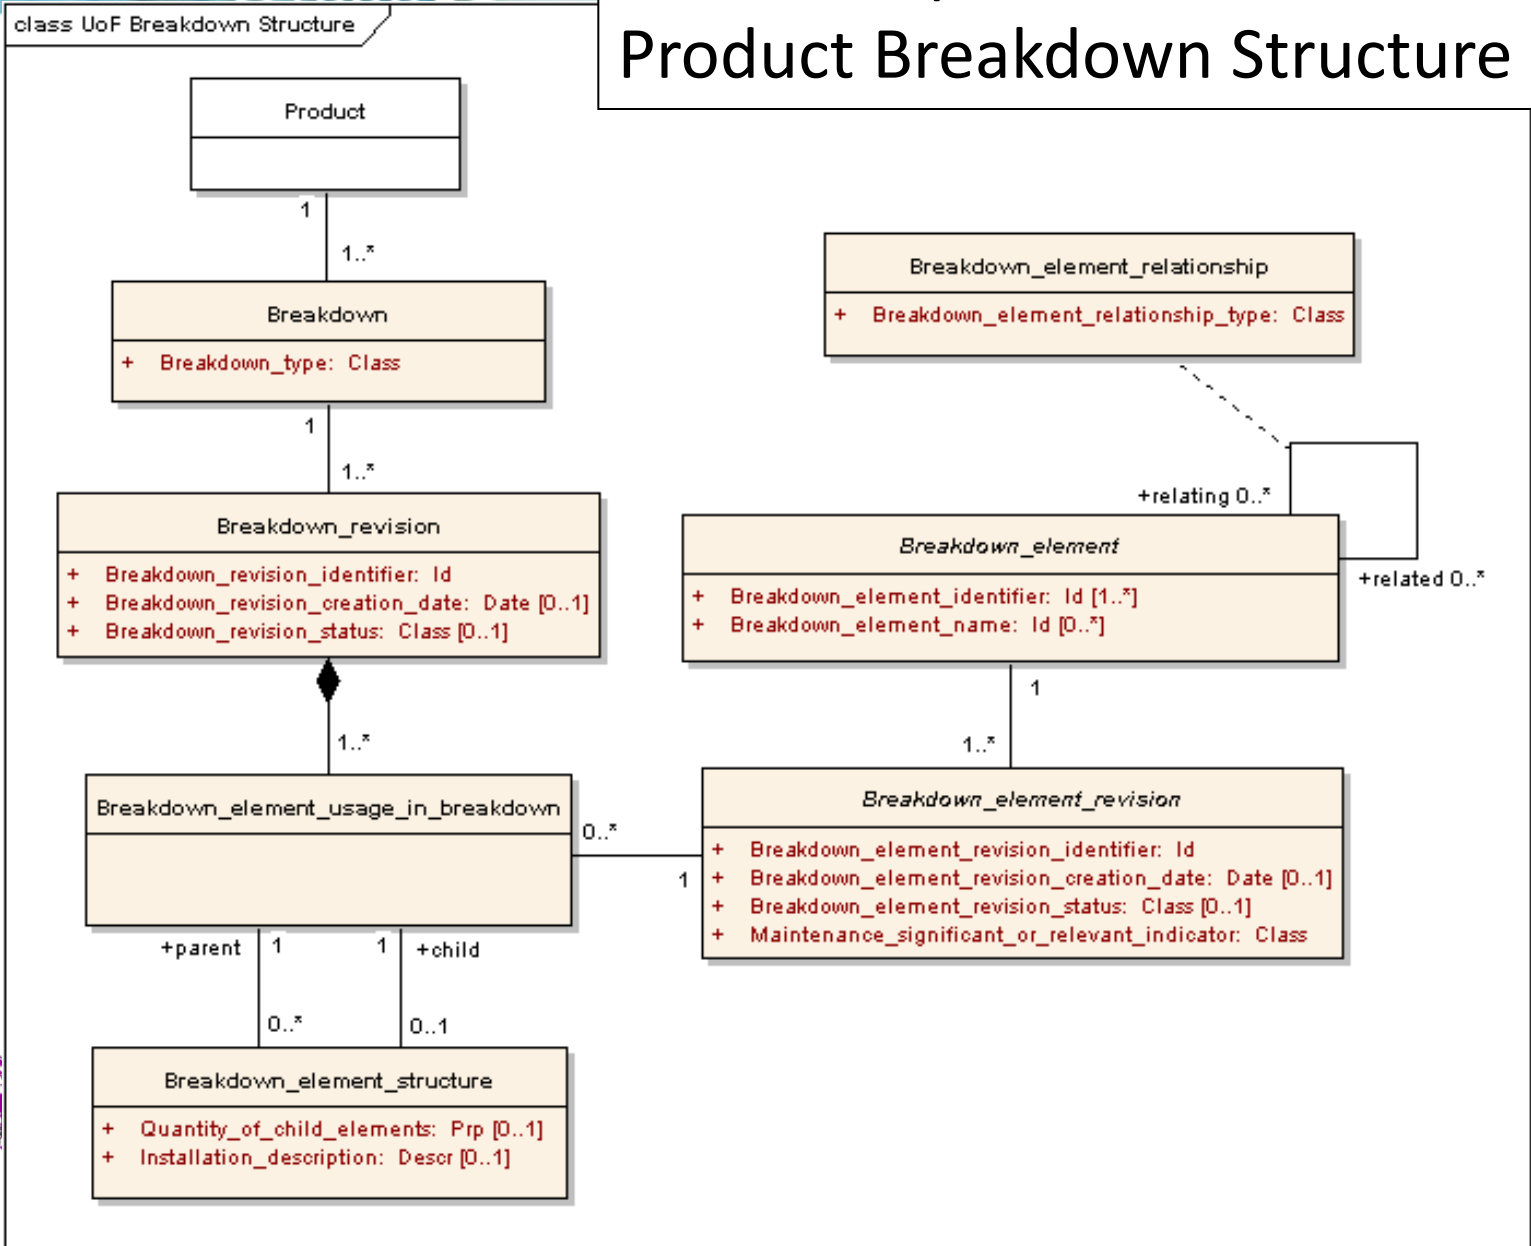 class UoF Breakdown Structure
Product Breakdown Structure
Product
1
1..*
Breakdown
+ Breakdown_type: Class
1
1..*
Breakdown_revision
+ Breakdown_revision_identifier: Id
+ Breakdown_revision_creation_date: Date [0..1]
+ Breakdown_revision_status: Class [0..1]
1..*
Breakdown_element_usage_in_breakdown
0..*
1
+parent 1
1 +child
0..*
0..1
Breakdown_element_structure
+ Quantity_of_child_elements: Prp [0..1]
+ Installation_description: Descr [0..1]
Breakdown_element_relationship
+ Breakdown_element_relationship_type: Class
+relating 0..*
+related 0..*
Breakdown_element
+ Breakdown_element_identifier: Id [1..*]
+ Breakdown_element_name: Id [0..*]
1
1..*
Breakdown_element_revision
+ Breakdown_element_revision_identifier: Id
+ Breakdown_element_revision_creation_date: Date [0..1]
+ Breakdown_element_revision_status: Class [0..1]
+ Maintenance_significant_or_relevant_indicator: Class